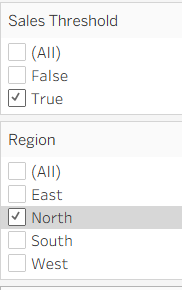 Sales Threshold
(All)
False
True
Region
(All)
East
North
South
West